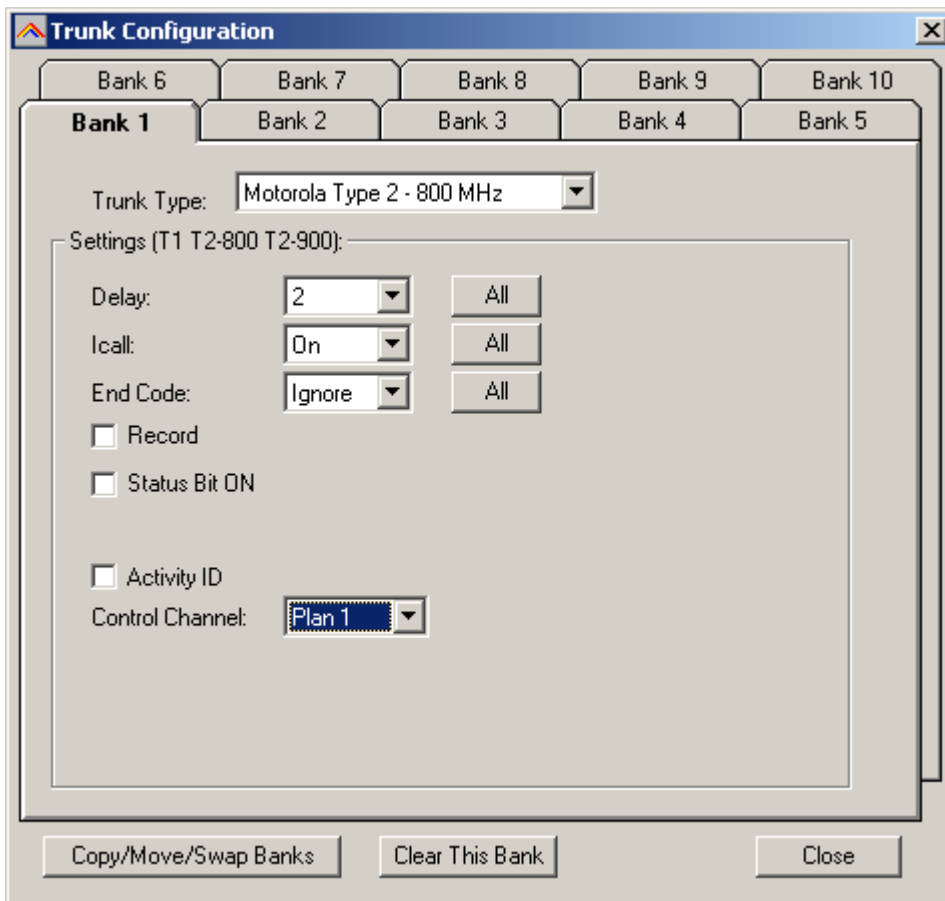 Trunk Configuration
Bank 6 Bank 7 Bank 8 Bank 9 Bank 10
Bank 1 Bank 2 Bank 3 Bank 4 Bank 5
Trunk Type: Motorola Type 2 - 800 MHz
Settings (T1 T2-800 T2-900):
Delay: 2 All
Icall: On All
End Code: Ignore All
Record
Status Bit ON
Activity ID
Control Channel: Plan 1
Copy/Move/Swap Banks Clear This Bank Close